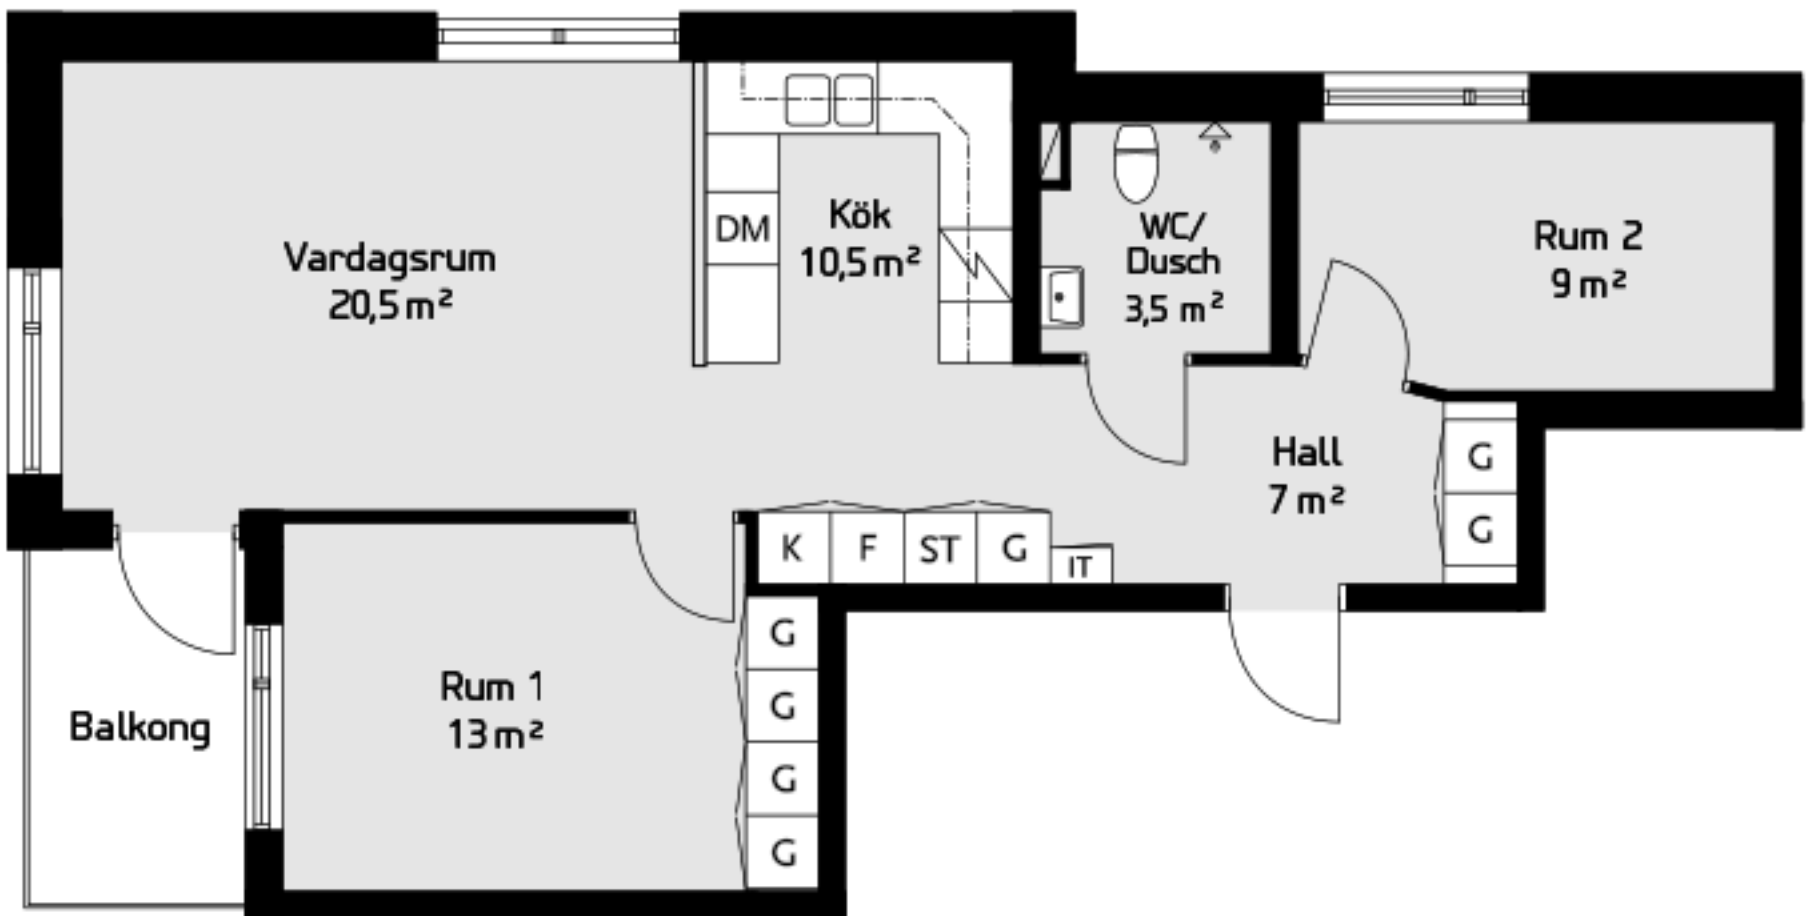 Vardagsrum
20,5 m²
DM
Kök
10,5 m²
WC/
Dusch
3,5 m²
Rum 2
9 m²
Hall
7 m²
G
G
K F ST G IT
Balkong
Rum 1
13 m²
G
G
G
G